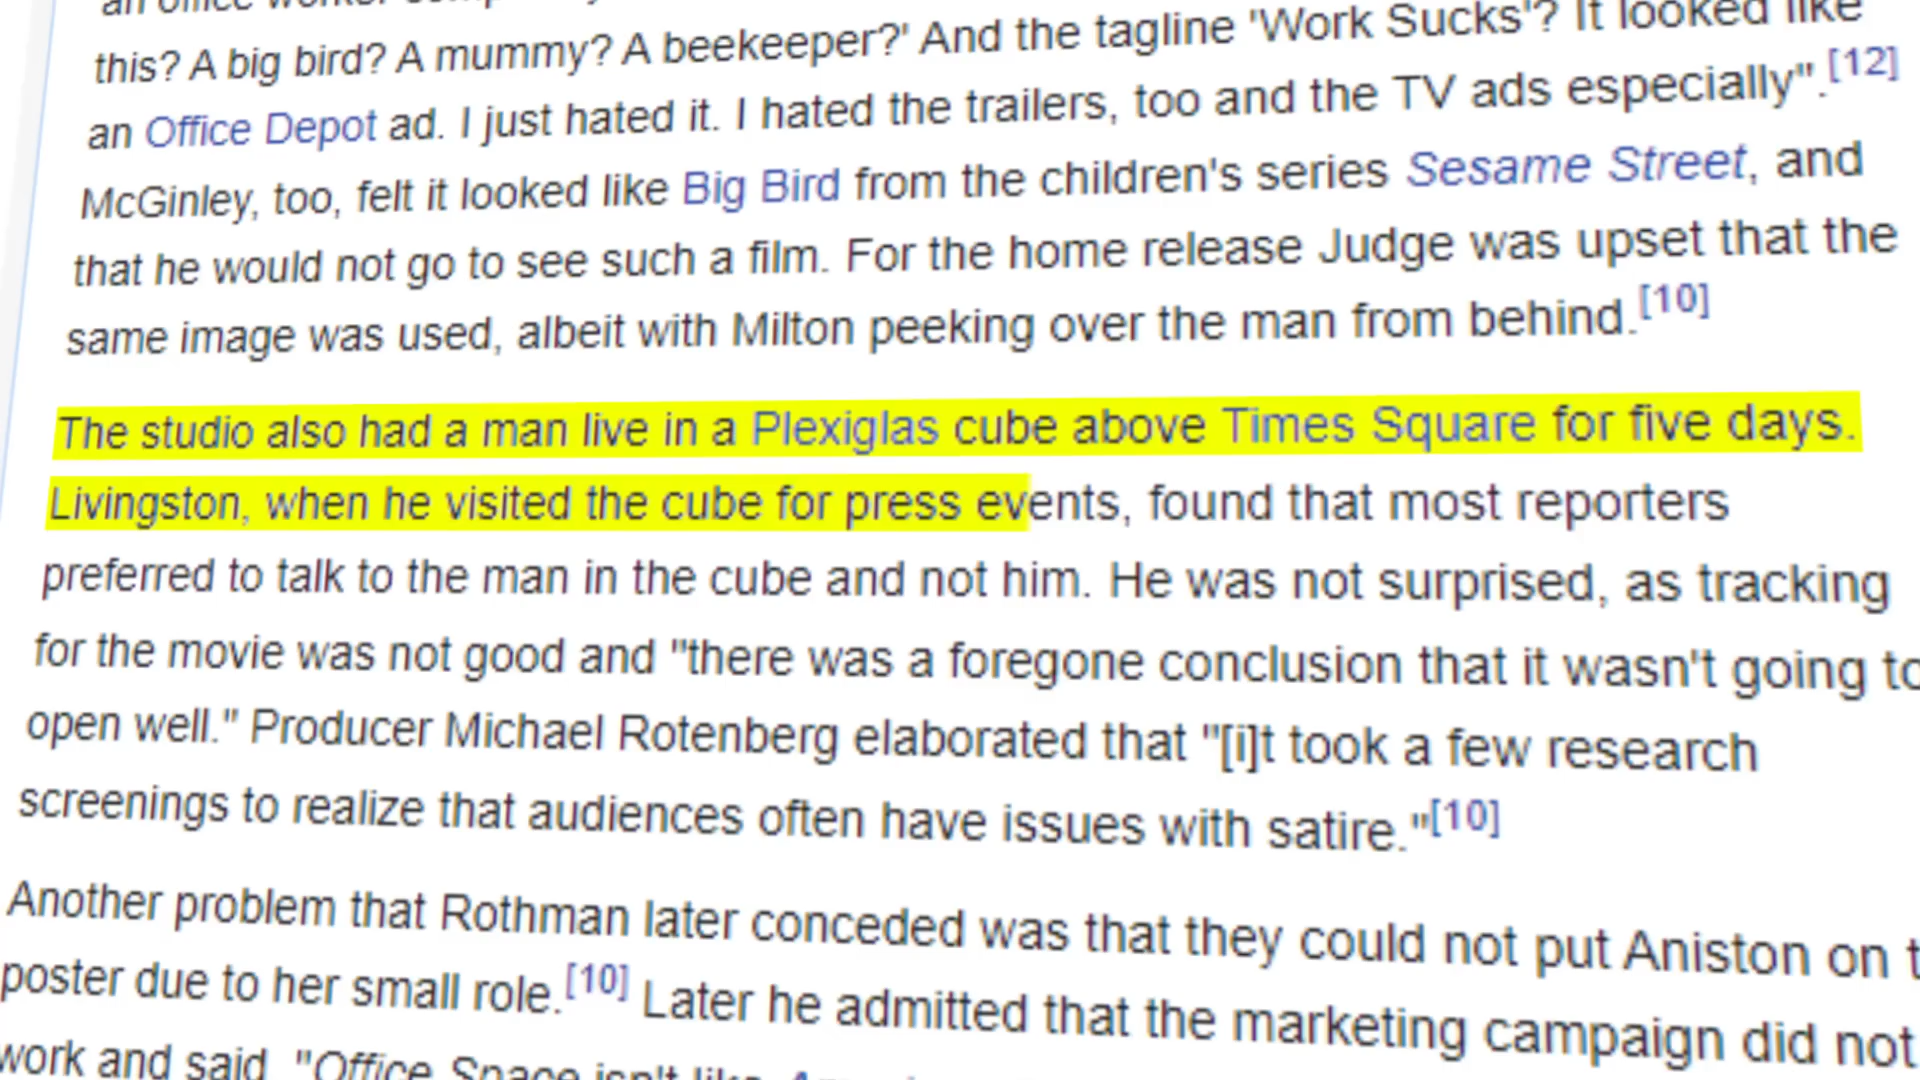 an office worker
this? A big bird? A mummy? A beekeeper?' And the tagline 'Work Sucks'? It looked like
an Office Depot ad. I just hated it. I hated the trailers, too and the TV ads especially".[12]
McGinley, too, felt it looked like Big Bird from the children's series Sesame Street, and
that he would not go to see such a film. For the home release Judge was upset that the
same image was used, albeit with Milton peeking over the man from behind.[10]
The studio also had a man live in a Plexiglas cube above Times Square for five days.
Livingston, when he visited the cube for press events, found that most reporters
preferred to talk to the man in the cube and not him. He was not surprised, as tracking
for the movie was not good and "there was a foregone conclusion that it wasn't going to
open well." Producer Michael Rotenberg elaborated that "[i]t took a few research
screenings to realize that audiences often have issues with satire."[10]
Another problem that Rothman later conceded was that they could not put Aniston on t
poster due to her small role.[10] Later he admitted that the marketing campaign did not
work and said, "Office Space isn't like